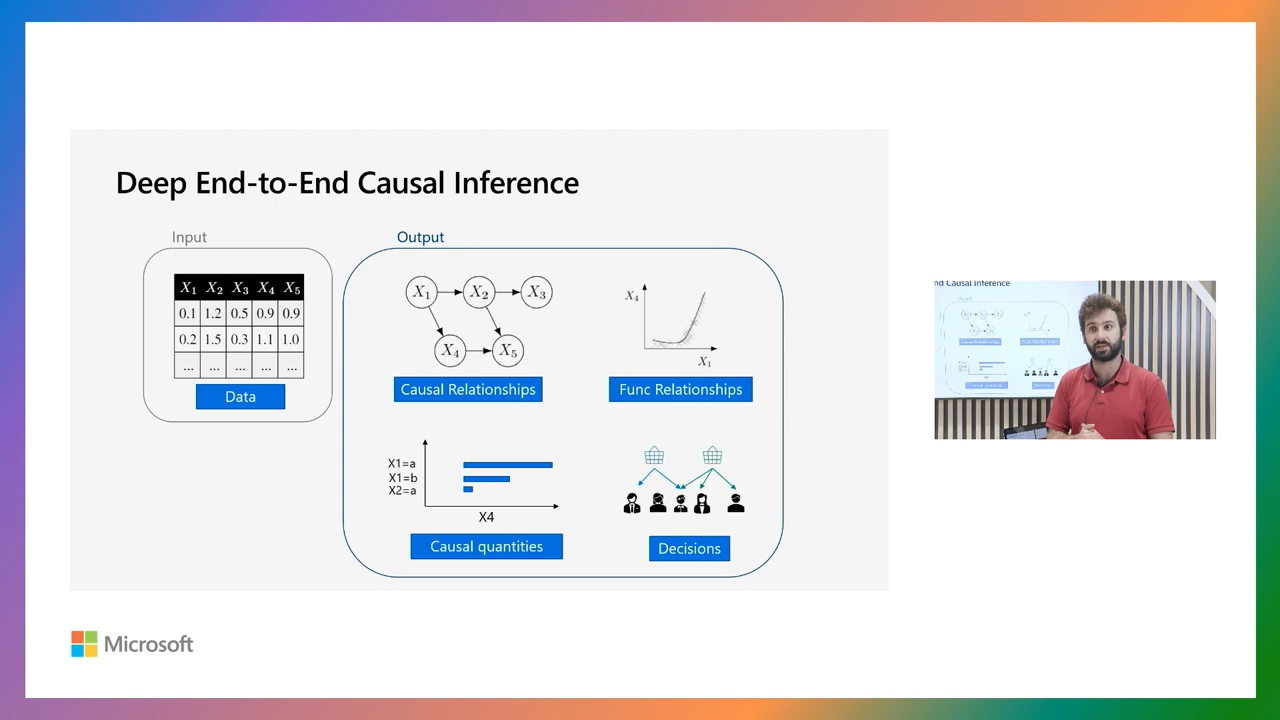 Deep End-to-End Causal Inference
Input
X1 X2 X3 X4 X5
0.1 1.2 0.5 0.9 0.9
0.2 1.5 0.3 1.1 1.0
... ... ... ... ...
Data
Output
X1 X2 X3
X4 X5
Causal Relationships
X4
X1
Func Relationships
X1=a
X1=b
X2=a
X4
Causal quantities
Decisions
Microsoft
nd Causal Inference